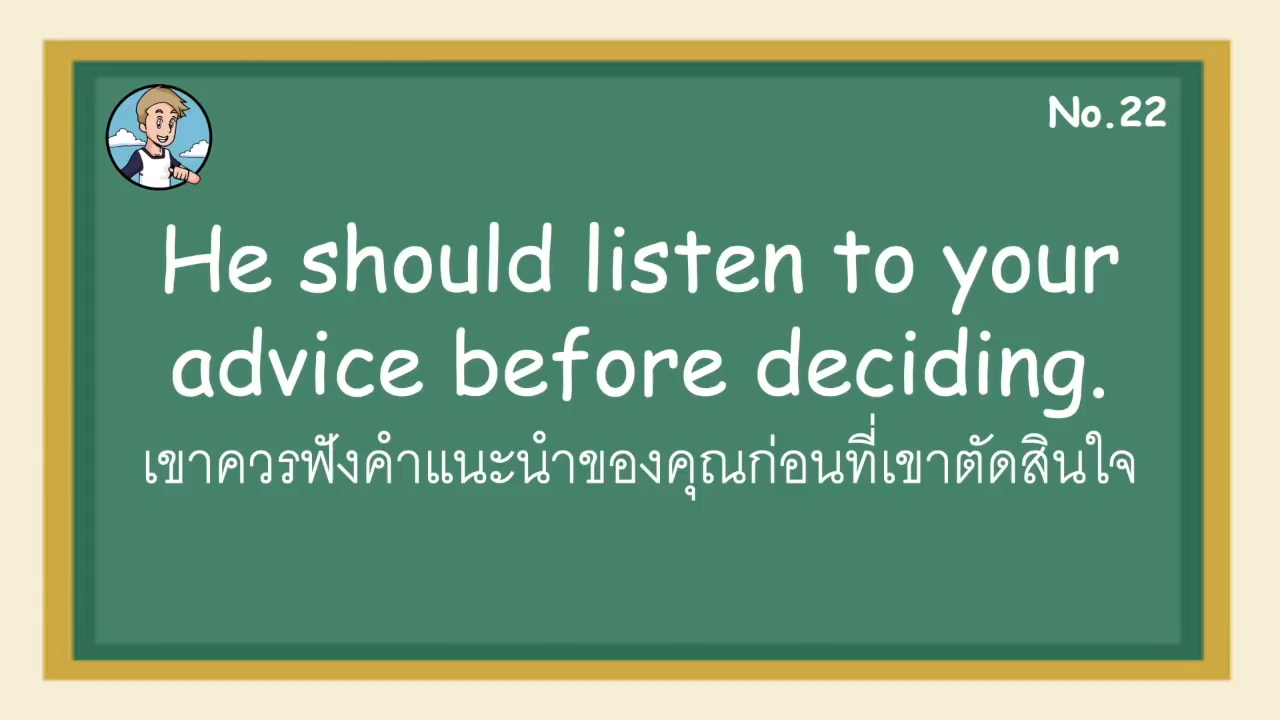 No.22
He should listen to your
advice before deciding.
เขาควรฟังคำแนะนำของคุณก่อนที่เขาตัดสินใจ